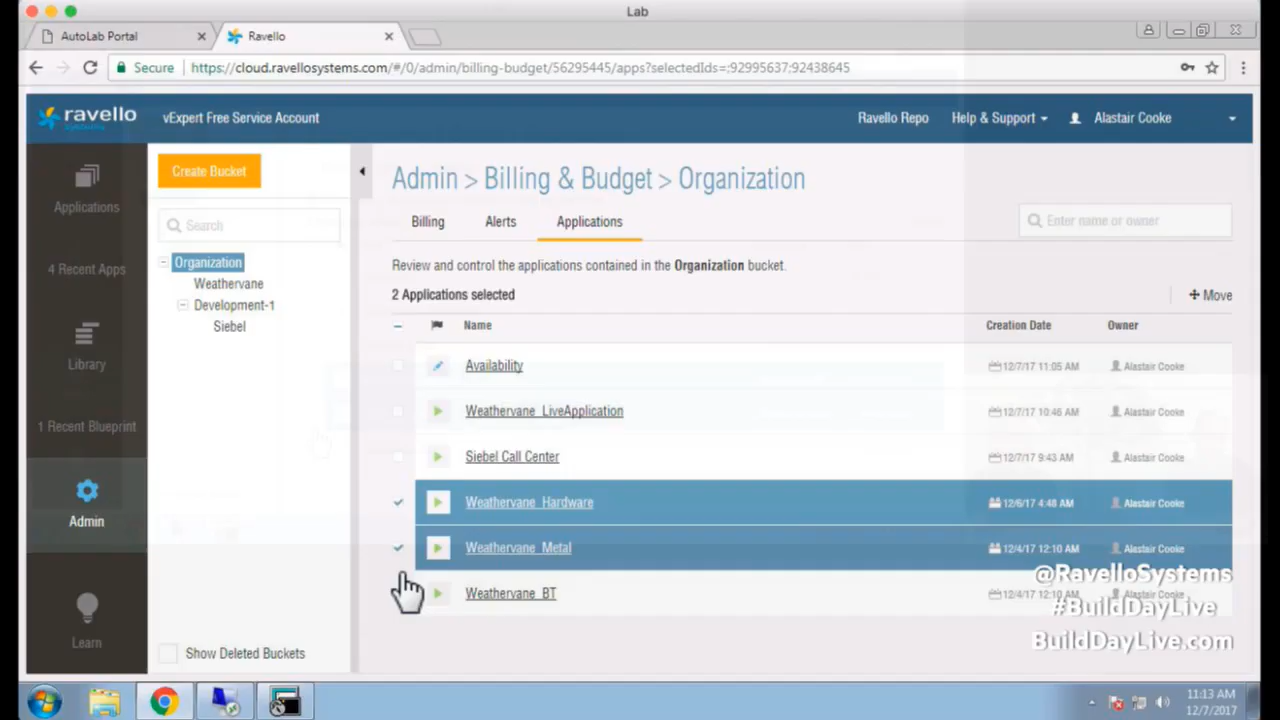 Lab
AutoLab Portal
Ravello
Secure
https://cloud.ravellosystems.com/#/0/admin/billing-budget/56295445/apps?selectedIds=;92995637;92438645
ravello
systems
vExpert Free Service Account
Ravello Repo
Help & Support
Alastair Cooke
Applications
4 Recent Apps
Library
1 Recent Blueprint
Admin
Learn
Create Bucket
Search
Organization
Weathervane
Development-1
Siebel
Show Deleted Buckets
Admin > Billing & Budget > Organization
Billing Alerts Applications
Enter name or owner
Review and control the applications contained in the Organization bucket.
2 Applications selected
Move
Name Creation Date Owner
Availability 12/7/17 11:05 AM Alastair Cooke
Weathervane_LiveApplication 12/7/17 10:46 AM Alastair Cooke
Siebel Call Center 12/7/17 9:43 AM Alastair Cooke
Weathervane_Hardware 12/6/17 4:48 AM Alastair Cooke
Weathervane_Metal 12/4/17 12:10 AM Alastair Cooke
Weathervane_BT 12/4/17 12:10 AM Alastair Cooke
@RavelloSystems
#BuildDayLive
BuildDayLive.com
11:13 AM
12/7/2017